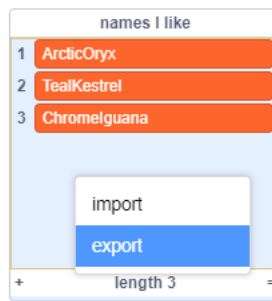 names I like
1 ArcticOryx
2 TealKestrel
3 ChromeIguana
import
export
+ length 3 =